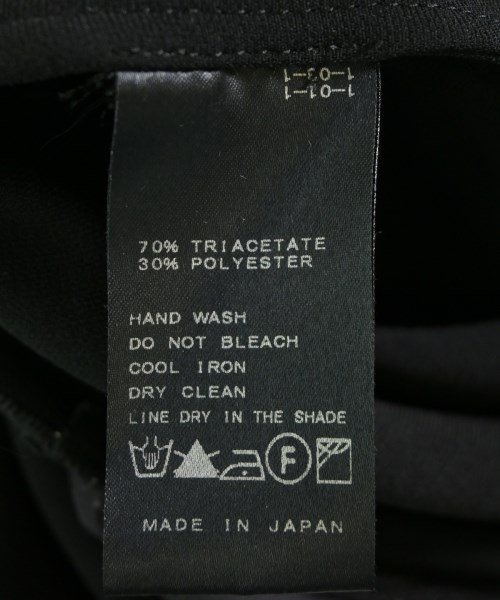 1-03-1
1-01-1
70% TRIACETATE
30% POLYESTER
HAND WASH
DO NOT BLEACH
COOL IRON
DRY CLEAN
LINE DRY IN THE SHADE
F
MADE IN JAPAN